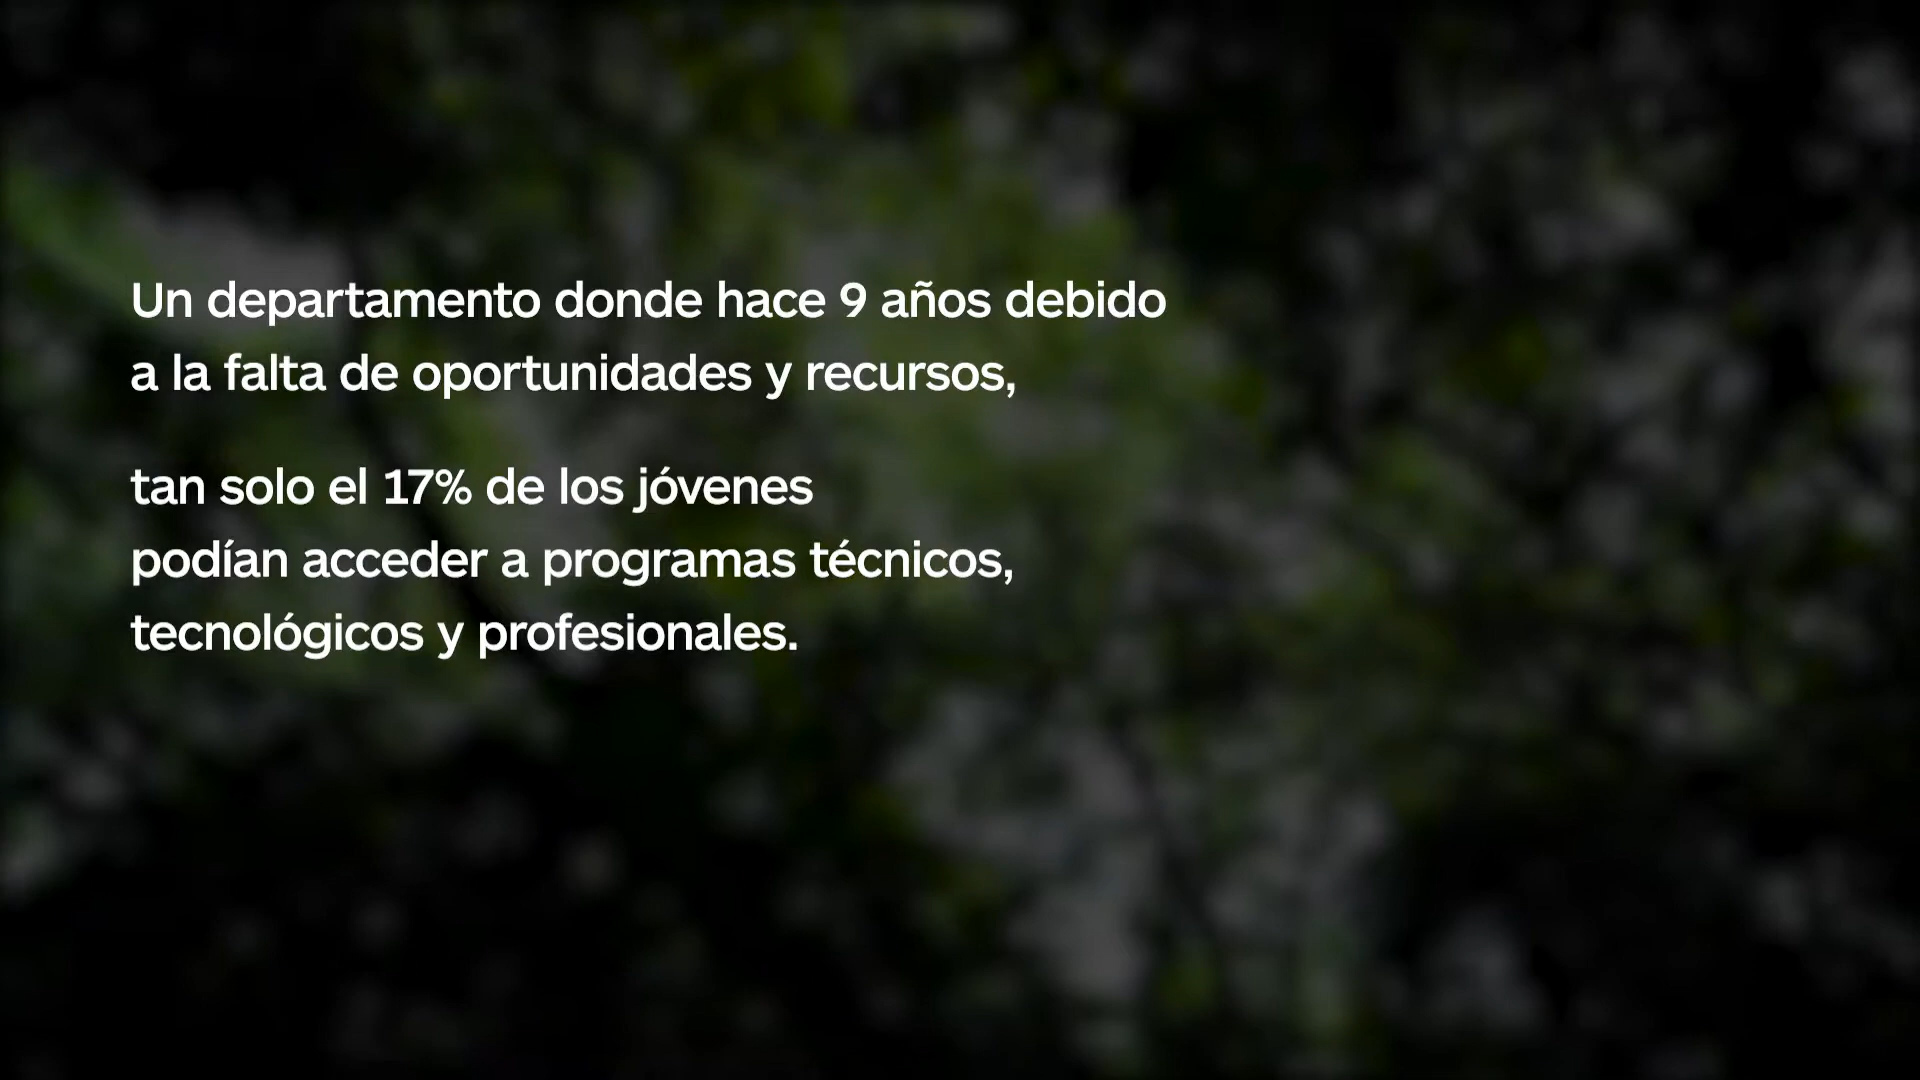 Un departamento donde hace 9 años debido
a la falta de oportunidades y recursos,
tan solo el 17% de los jóvenes
podían acceder a programas técnicos,
tecnológicos y profesionales.